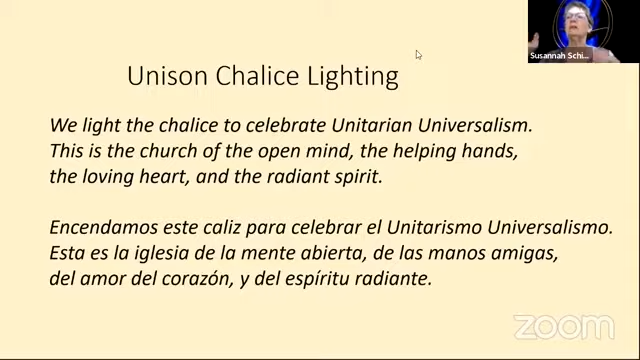 Susannah Schi...
Unison Chalice Lighting
We light the chalice to celebrate Unitarian Universalism.
This is the church of the open mind, the helping hands,
the loving heart, and the radiant spirit.
Encendamos este caliz para celebrar el Unitarismo Universalismo.
Esta es la iglesia de la mente abierta, de las manos amigas,
del amor del corazón, y del espíritu radiante.
zoom